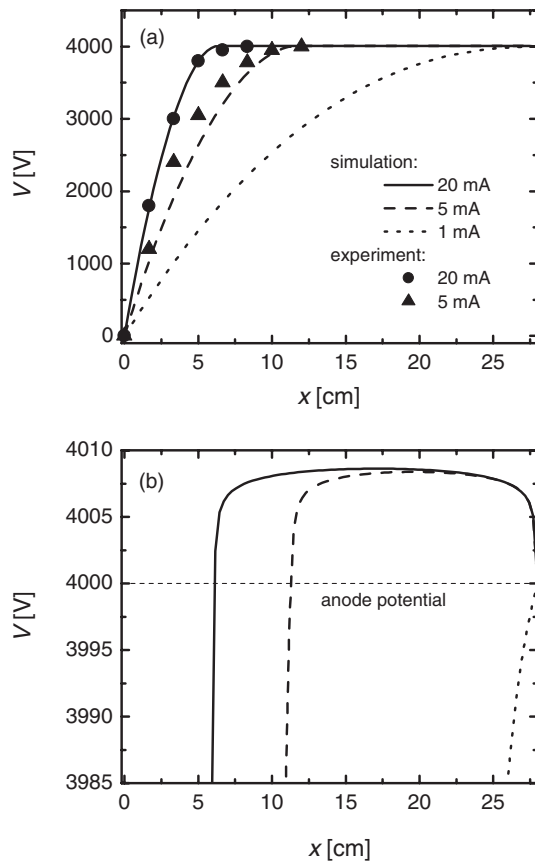 (a)
4000
3000
2000
1000
0
V [V]
simulation:
20 mA
5 mA
1 mA
experiment:
20 mA
5 mA
0 5 10 15 20 25
x [cm]
(b)
4010
4005
4000
3995
3990
3985
V [V]
anode potential
0 5 10 15 20 25
x [cm]